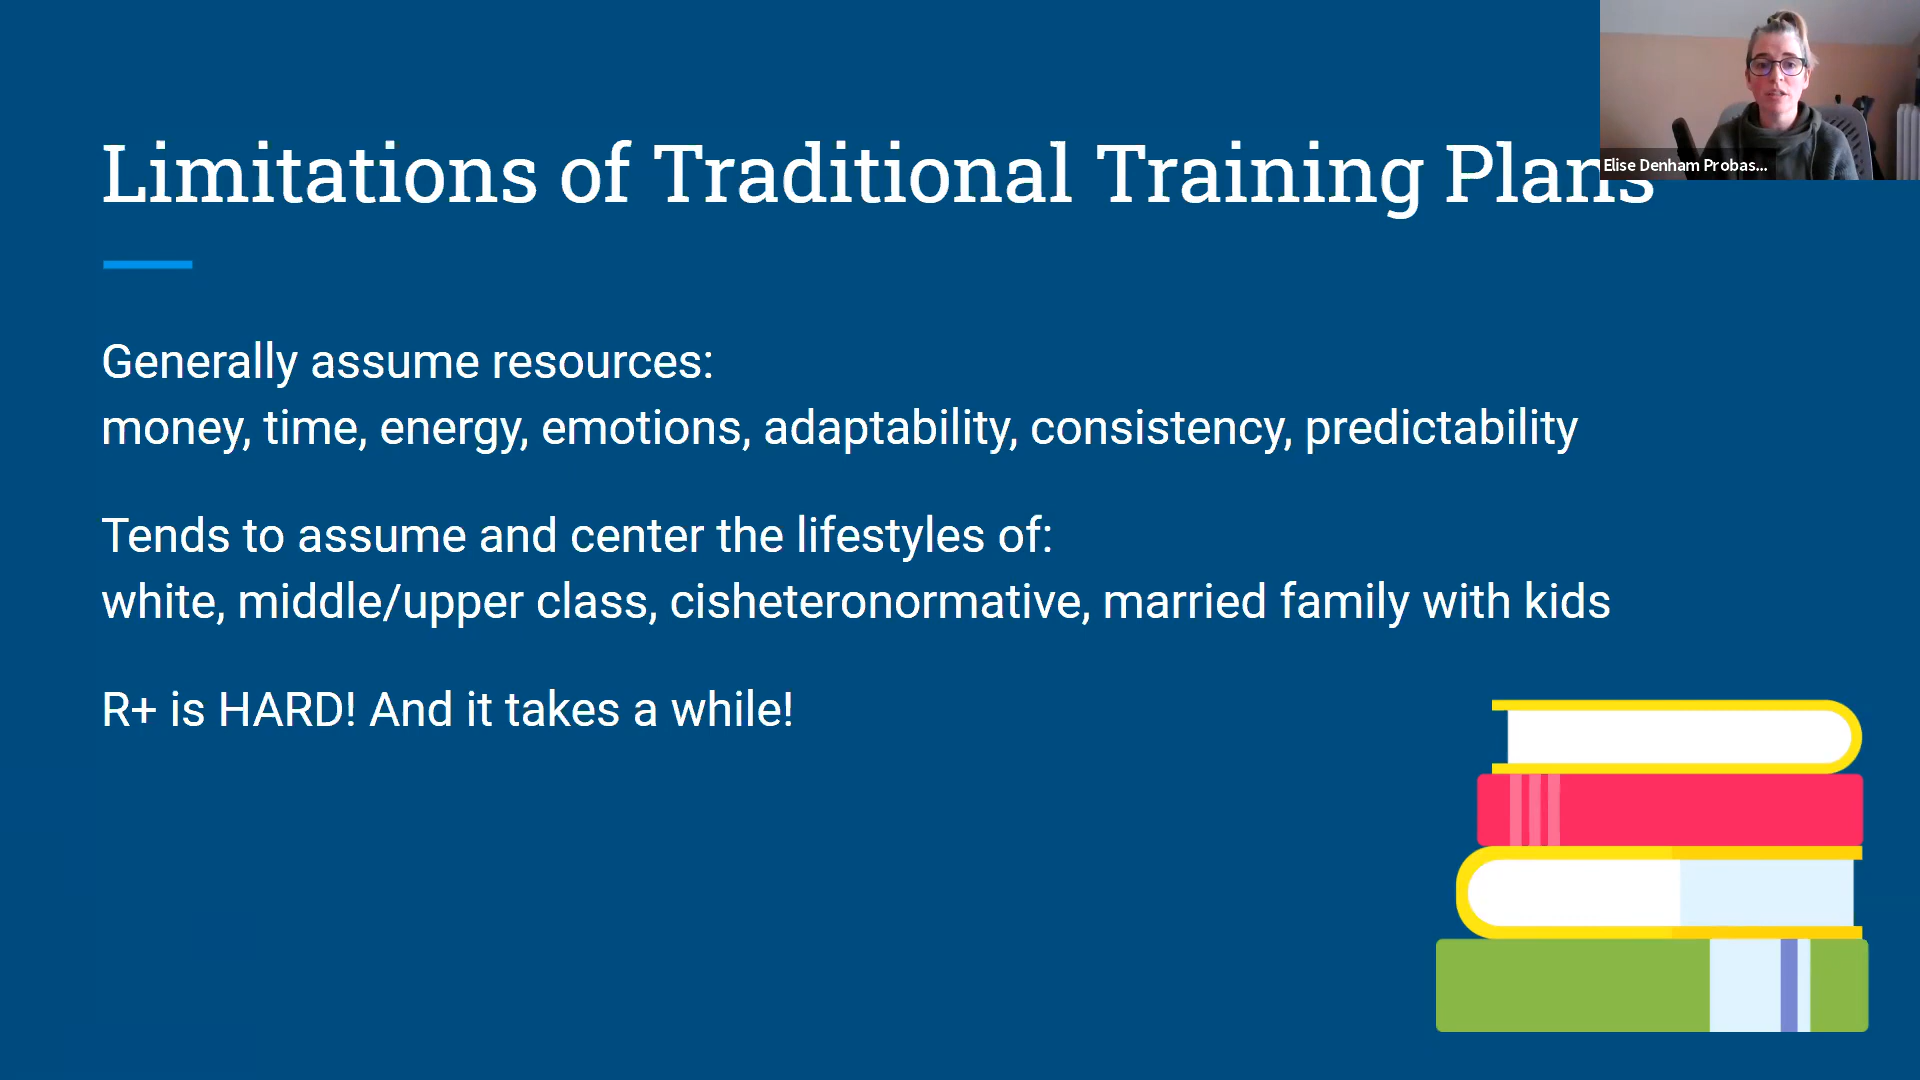 Limitations of Traditional Training Plans
Elise Denham Probas...
Generally assume resources:
money, time, energy, emotions, adaptability, consistency, predictability
Tends to assume and center the lifestyles of:
white, middle/upper class, cisheteronormative, married family with kids
R+ is HARD! And it takes a while!